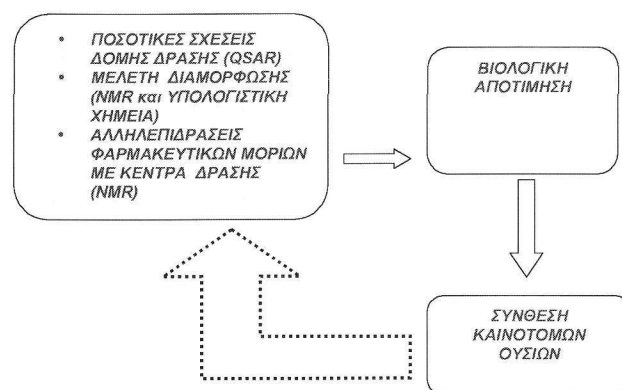 • ΠΟΣΟΤΙΚΕΣ ΣΧΕΣΕΙΣ
ΔΟΜΗΣ ΔΡΑΣΗΣ (QSAR)
• ΜΕΛΕΤΗ ΔΙΑΜΟΡΦΩΣΗΣ
(NMR και ΥΠΟΛΟΓΙΣΤΙΚΗ
ΧΗΜΕΙΑ)
• ΑΛΛΗΛΕΠΙΔΡΑΣΕΙΣ
ΦΑΡΜΑΚΕΥΤΙΚΩΝ ΜΟΡΙΩΝ
ΜΕ ΚΕΝΤΡΑ ΔΡΑΣΗΣ
(NMR)
ΒΙΟΛΟΓΙΚΗ
ΑΠΟΤΙΜΗΣΗ
ΣΥΝΘΕΣΗ
ΚΑΙΝΟΤΟΜΩΝ
ΟΥΣΙΩΝ